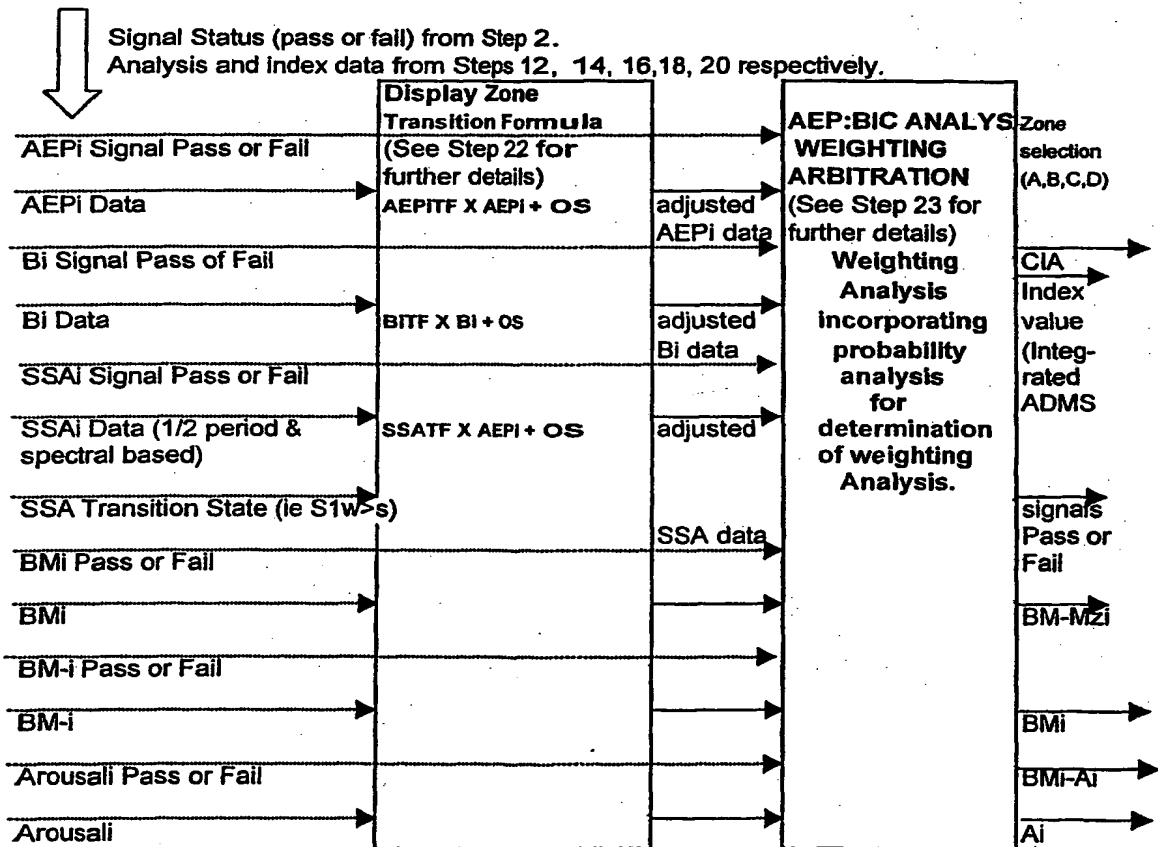 Signal Status (pass or fail) from Step 2.
Analysis and index data from Steps 12, 14, 16,18, 20 respectively.
Display Zone
Transition Formula
(See Step 22 for
further details)
AEPITF X AEPi + OS
BITF X Bi + OS
SSATF X AEPi + OS
AEPi Signal Pass or Fail
AEPi Data
Bi Signal Pass of Fail
Bi Data
SSAi Signal Pass or Fail
SSAi Data (1/2 period &
spectral based)
SSA Transition State (ie S1w>s)
BMi Pass or Fail
BMi
BM-i Pass or Fail
BM-i
Arousali Pass or Fail
Arousali
adjusted
AEPi data
adjusted
Bi data
adjusted
SSA data
AEP:BIC ANALYS
WEIGHTING
ARBITRATION
(See Step 23 for
further details)
Weighting
Analysis
incorporating
probability
analysis
for
determination
of weighting
Analysis.
Zone
selection
(A,B,C,D)
CIA
Index
value
(Integ-
rated
ADMS
signals
Pass or
Fail
BM-Mzi
BMi
BMi-Ai
Ai